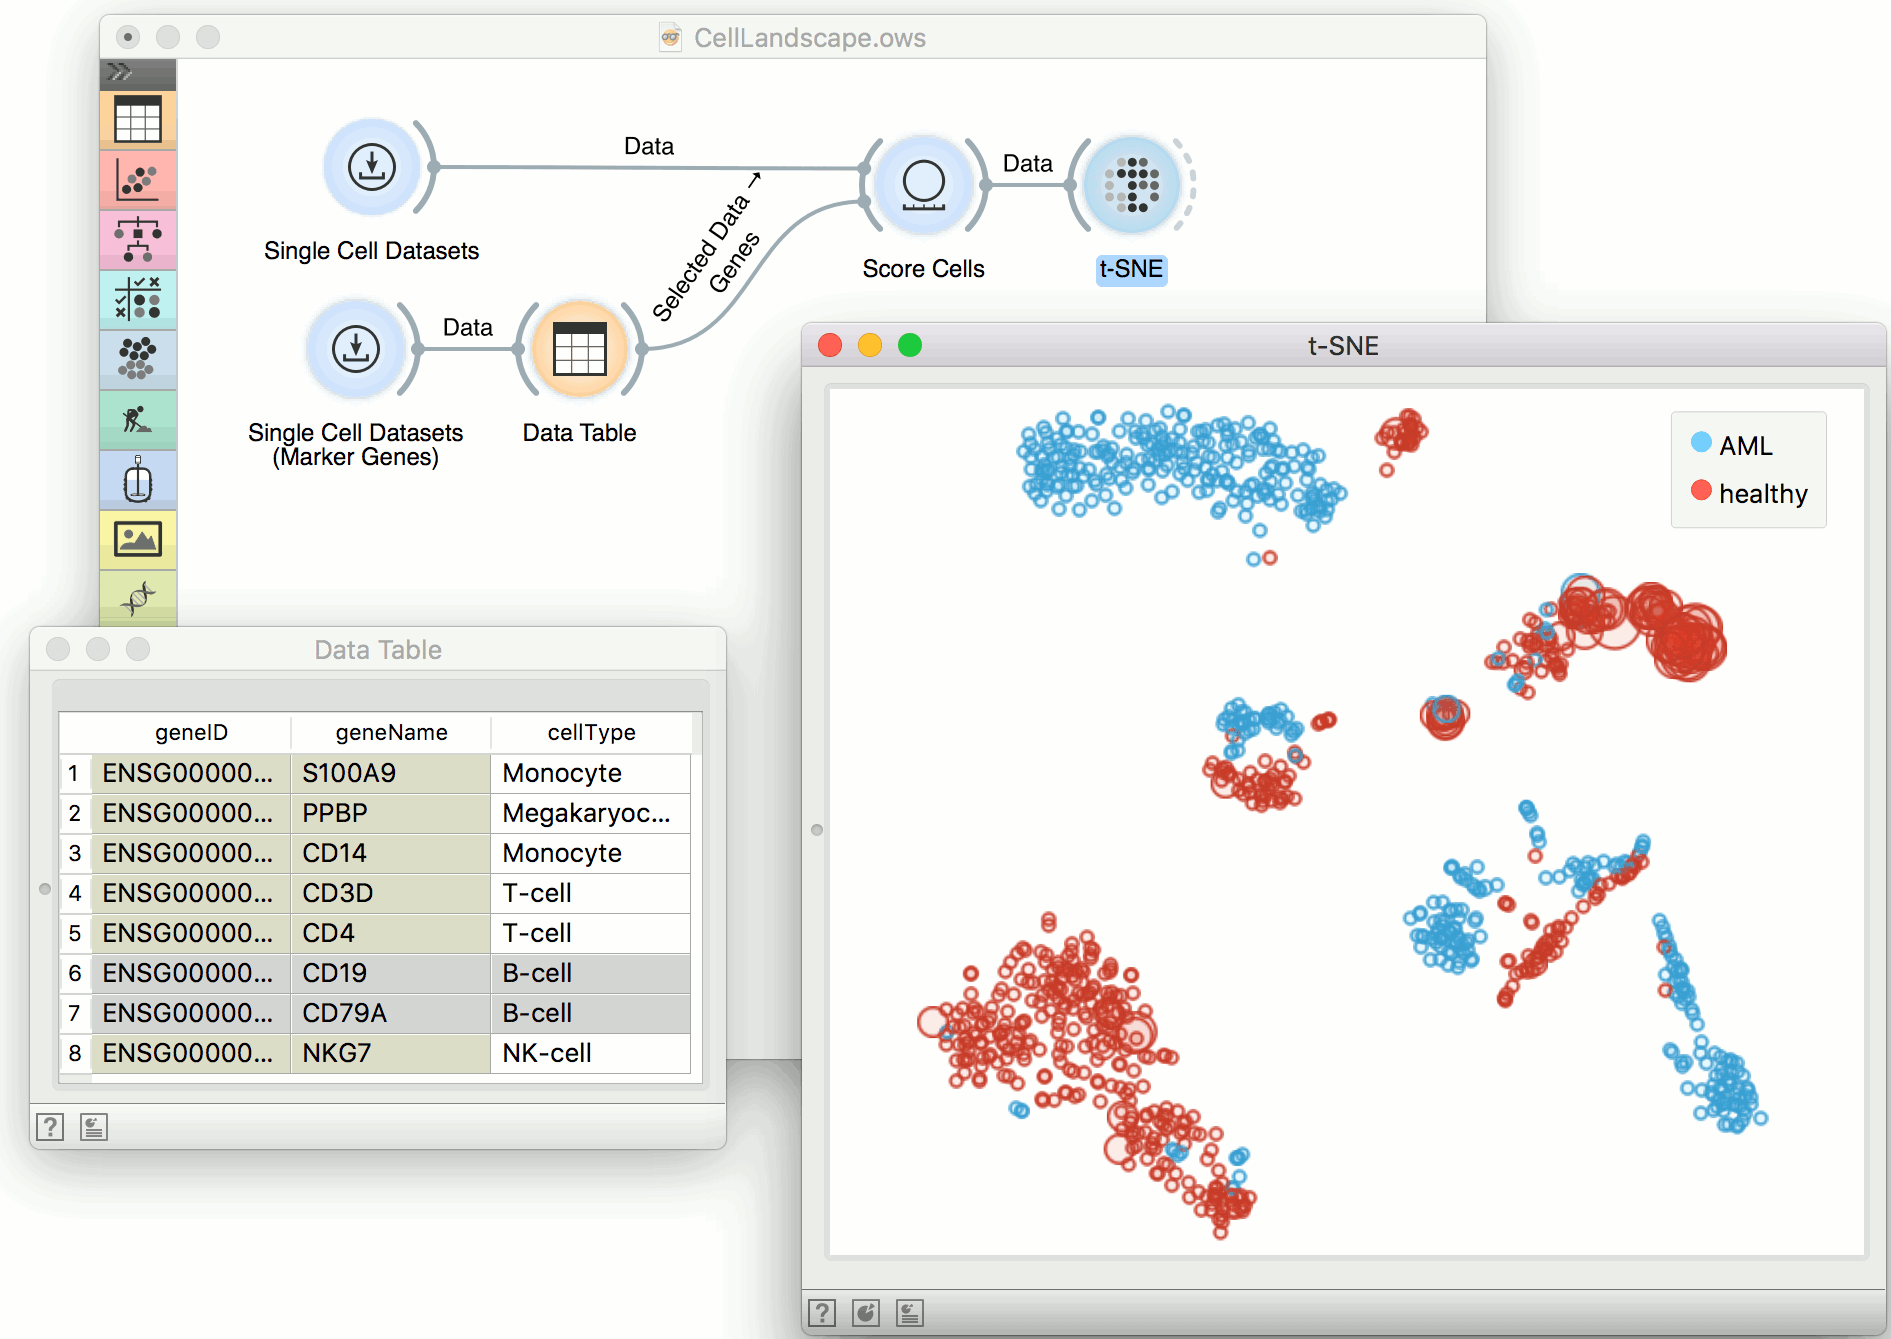 CellLandscape.ows
Data
Data
Selected Data →
Genes
Single Cell Datasets
Score Cells
t-SNE
Data
Single Cell Datasets
(Marker Genes)
Data Table
t-SNE
AML
healthy
Data Table
geneID geneName cellType
1 ENSG00000... S100A9 Monocyte
2 ENSG00000... PPBP Megakaryoc...
3 ENSG00000... CD14 Monocyte
4 ENSG00000... CD3D T-cell
5 ENSG00000... CD4 T-cell
6 ENSG00000... CD19 B-cell
7 ENSG00000... CD79A B-cell
8 ENSG00000... NKG7 NK-cell
?
?